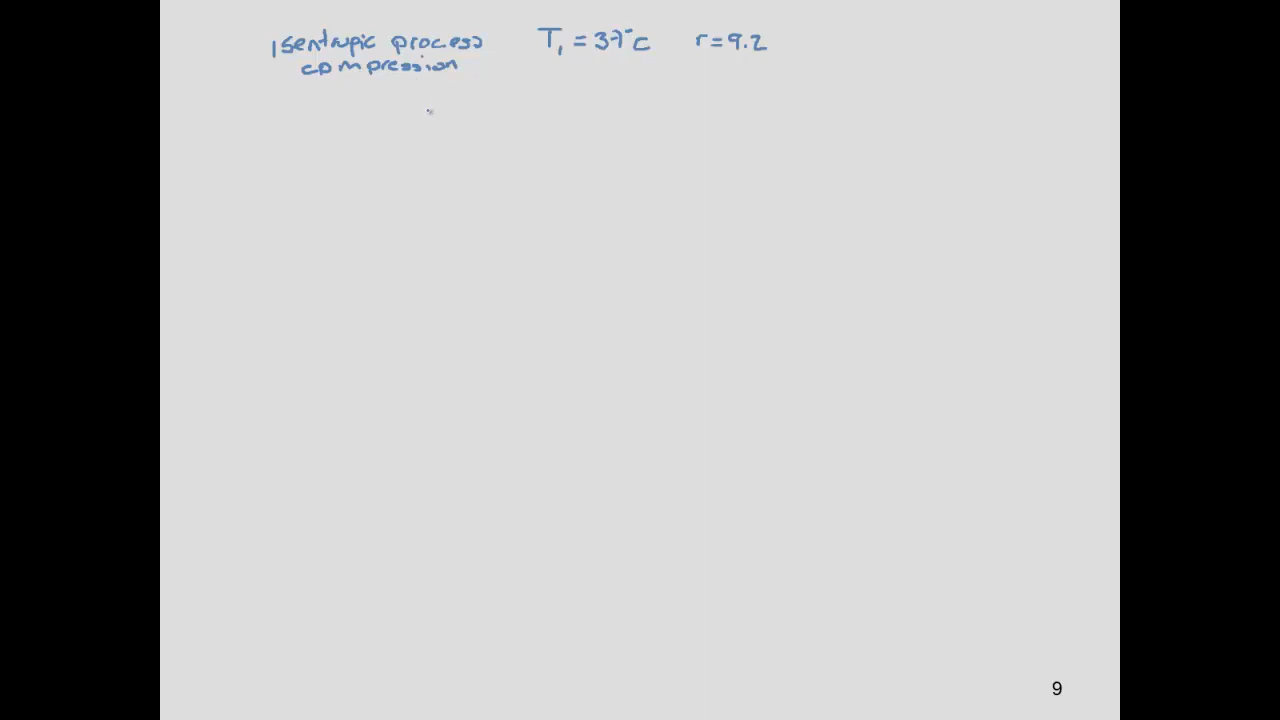 isentropic process T₁ = 37°C r = 9.2
compression
9